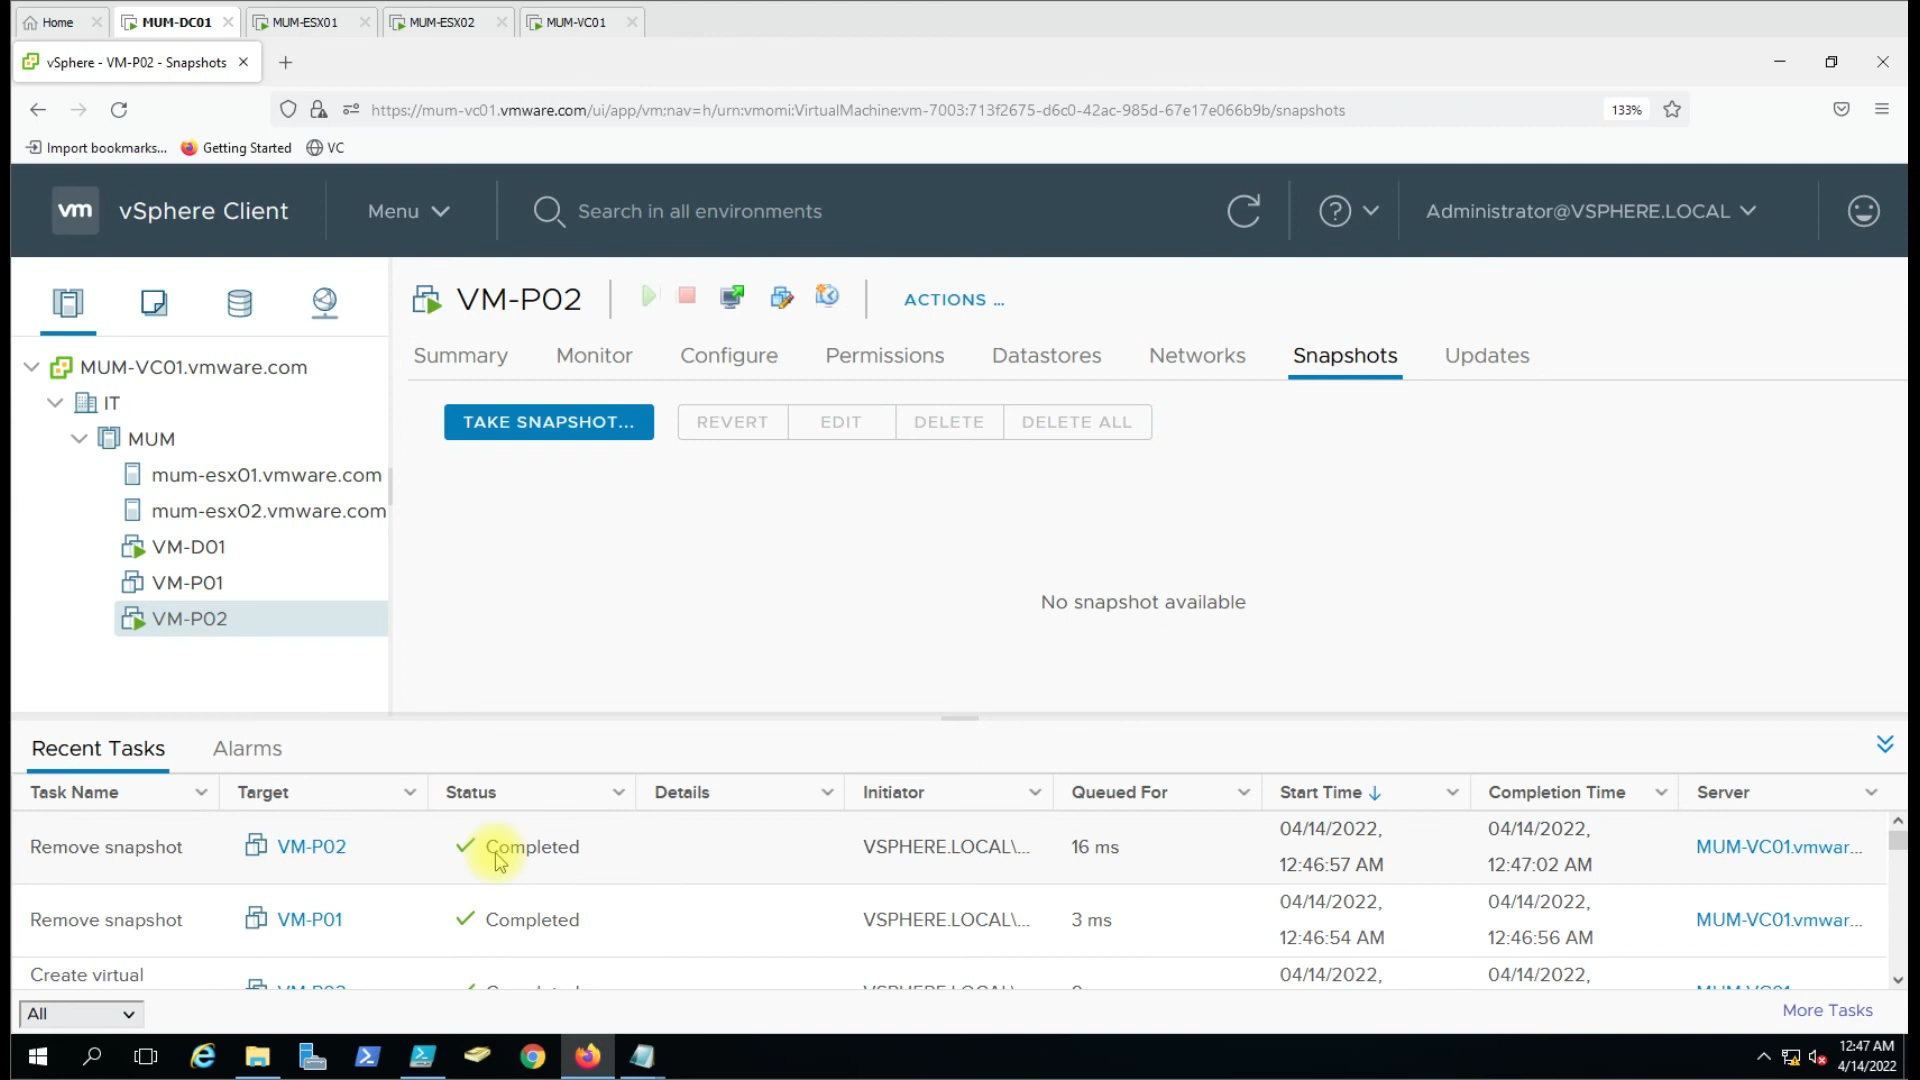 Home
MUM-DC01
MUM-ESX01
MUM-ESX02
MUM-VC01
vSphere - VM-P02 - Snapshots
https://mum-vc01.vmware.com/ui/app/vm;nav=h/urn:vmomi:VirtualMachine:vm-7003:713f2675-d6c0-42ac-985d-67e17e066b9b/snapshots
133%
Import bookmarks...
Getting Started
VC
vm
vSphere Client
Menu
Search in all environments
Administrator@VSPHERE.LOCAL
MUM-VC01.vmware.com
IT
MUM
mum-esx01.vmware.com
mum-esx02.vmware.com
VM-D01
VM-P01
VM-P02
VM-P02
ACTIONS ...
Summary
Monitor
Configure
Permissions
Datastores
Networks
Snapshots
Updates
TAKE SNAPSHOT...
REVERT
EDIT
DELETE
DELETE ALL
No snapshot available
Recent Tasks
Alarms
Task Name
Target
Status
Details
Initiator
Queued For
Start Time
Completion Time
Server
Remove snapshot
VM-P02
Completed
VSPHERE.LOCAL\...
16 ms
04/14/2022,
12:46:57 AM
04/14/2022,
12:47:02 AM
MUM-VC01.vmwar...
Remove snapshot
VM-P01
Completed
VSPHERE.LOCAL\...
3 ms
04/14/2022,
12:46:54 AM
04/14/2022,
12:46:56 AM
MUM-VC01.vmwar...
Create virtual
04/14/2022,
04/14/2022,
All
More Tasks
12:47 AM
4/14/2022